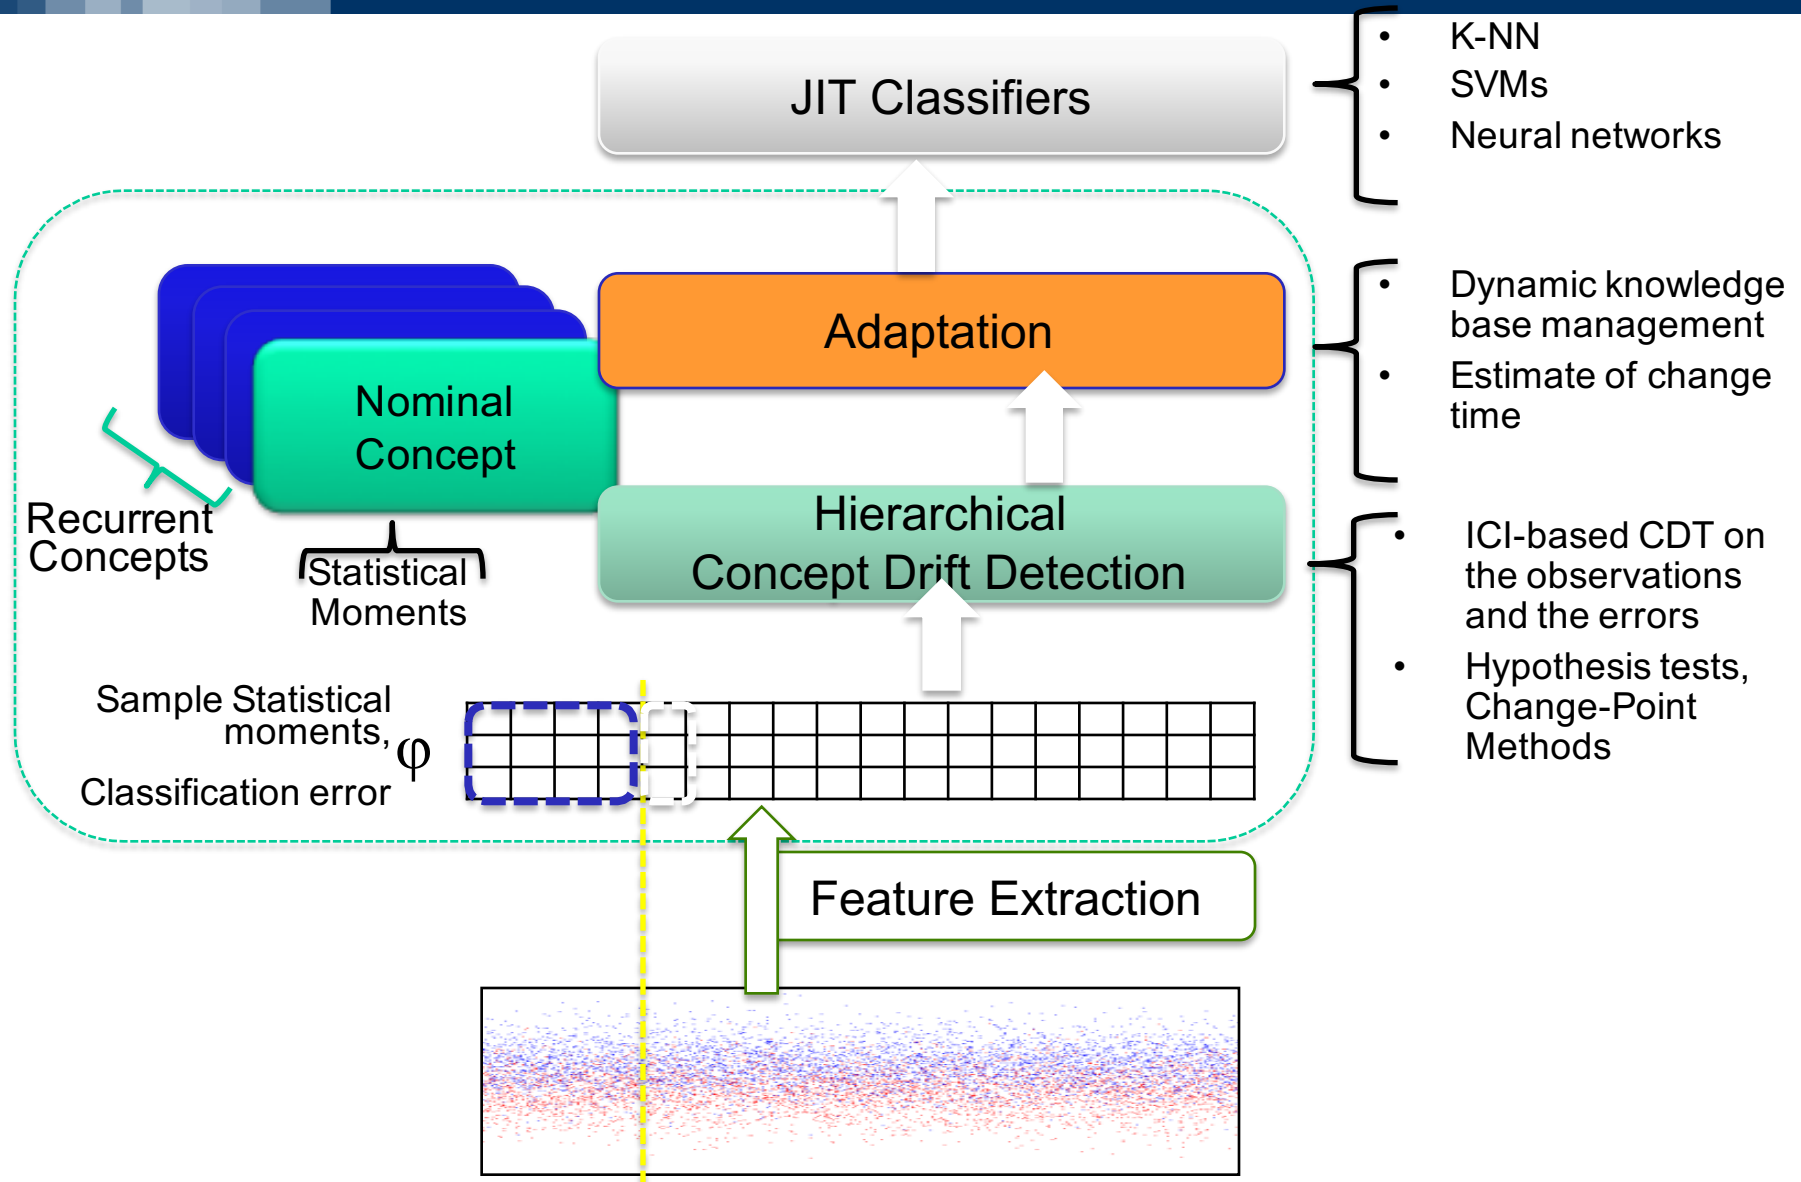 JIT Classifiers
• K-NN
• SVMs
• Neural networks
Adaptation
• Dynamic knowledge
base management
• Estimate of change
time
Nominal
Concept
Recurrent
Concepts
Statistical
Moments
Hierarchical
Concept Drift Detection
• ICI-based CDT on
the observations
and the errors
• Hypothesis tests,
Change-Point
Methods
Sample Statistical
moments,
φ
Classification error
Feature Extraction